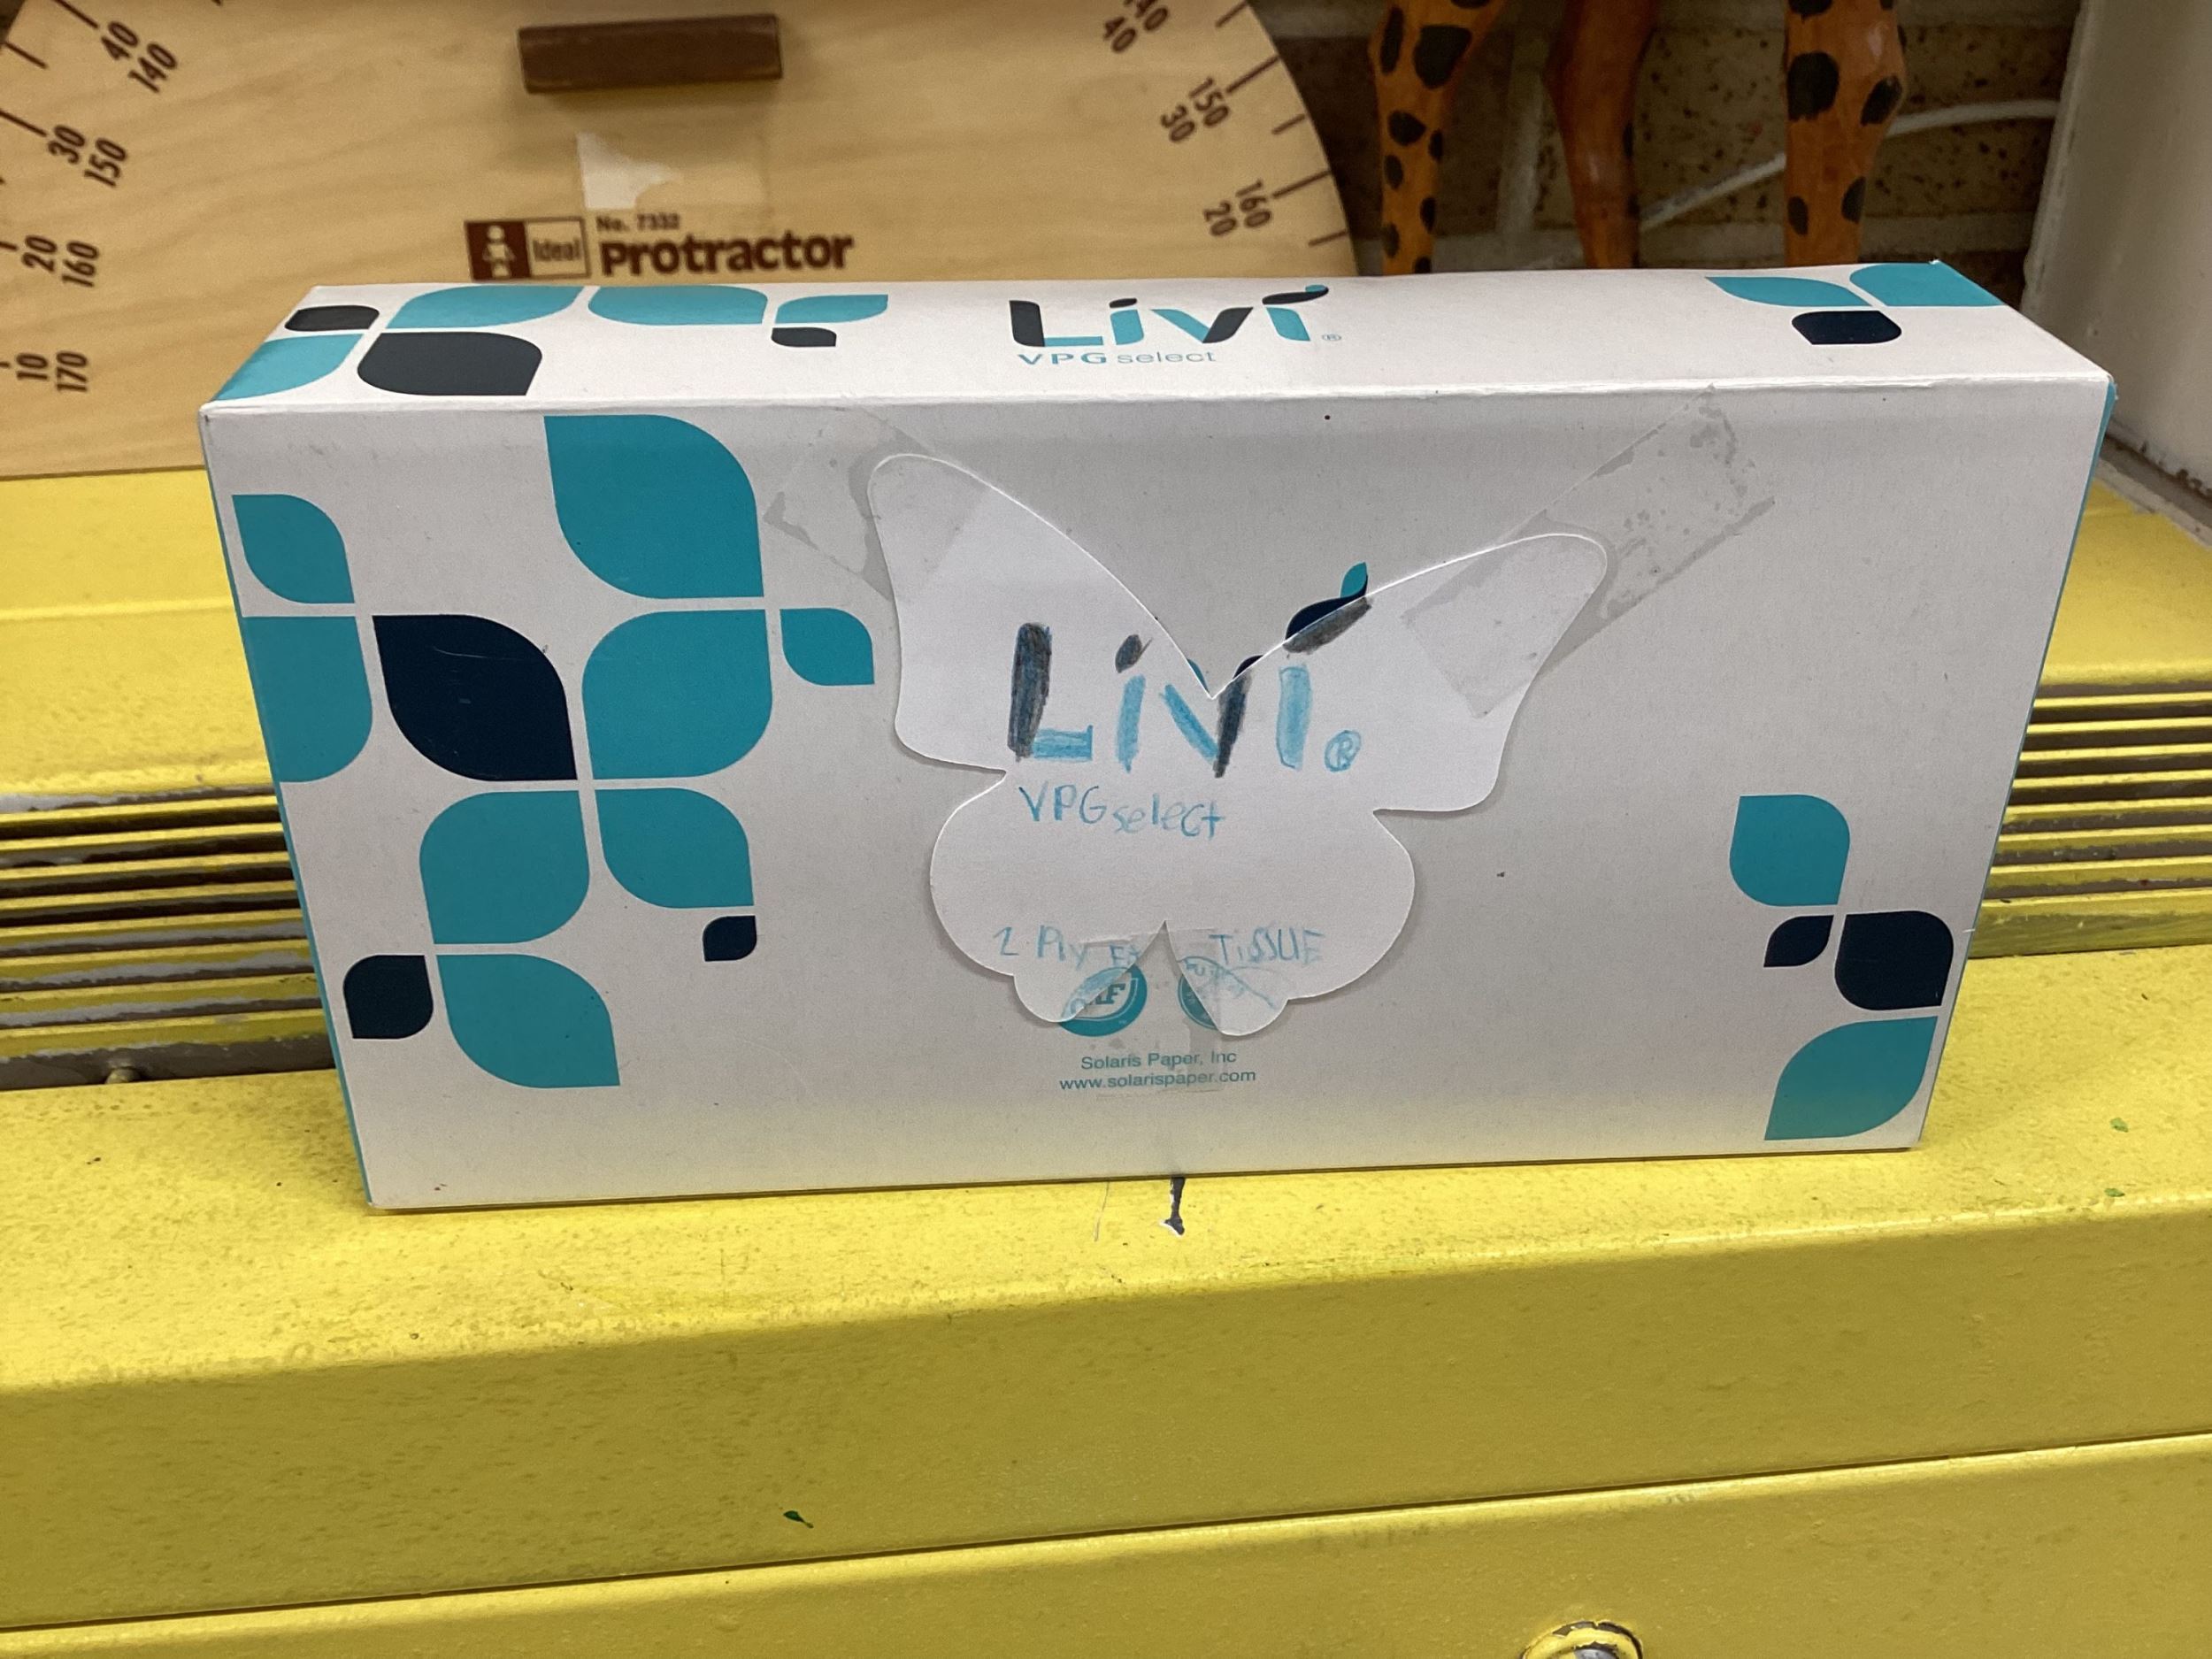 40
140
30
150
20
160
10
170
40
150
30
160
20
No. 7332
Ideal
Protractor
Livi®
VPG select
Livi®
VPG select
2 Ply
TiSSUE
Solaris Paper, Inc
www.solarispaper.com